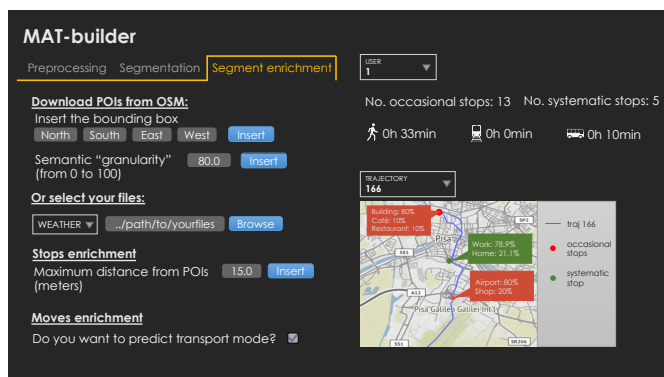 MAT-builder
Preprocessing Segmentation Segment enrichment
Download POIs from OSM:
Insert the bounding box
North South East West Insert
Semantic “granularity” 80.0 Insert
(from 0 to 100)
Or select your files:
WEATHER ../path/to/yourfiles Browse
Stops enrichment
Maximum distance from POIs 15.0 Insert
(meters)
Moves enrichment
Do you want to predict transport mode?
USER
1
No. occasional stops: 13 No. systematic stops: 5
0h 33min 0h 0min 0h 10min
TRAJECTORY
166
Building: 80%
Café: 10%
Restaurant: 10%
SP2
Pisa
Work: 78.9%
Home: 21.1%
SS1
Airport: 80%
Shop: 20%
A12
Pisa Galileo Galilei Int'l
SS1
SR206
traj 166
occasional
stops
systematic
stop